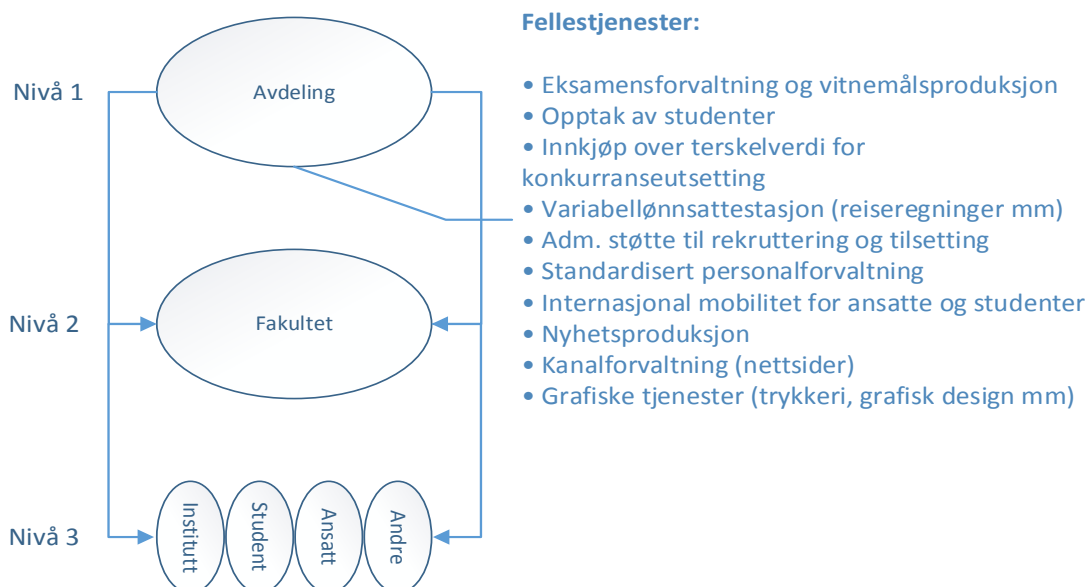 Fellestjenester:
Nivå 1
Avdeling
• Eksamensforvaltning og vitnemålsproduksjon
• Opptak av studenter
• Innkjøp over terskelverdi for
konkurranseutsetting
• Variabellønnsattestasjon (reiseregninger mm)
• Adm. støtte til rekruttering og tilsetting
• Standardisert personalforvaltning
• Internasjonal mobilitet for ansatte og studenter
• Nyhetsproduksjon
• Kanalforvaltning (nettsider)
• Grafiske tjenester (trykkeri, grafisk design mm)
Nivå 2
Fakultet
Nivå 3
Institutt
Student
Ansatt
Andre